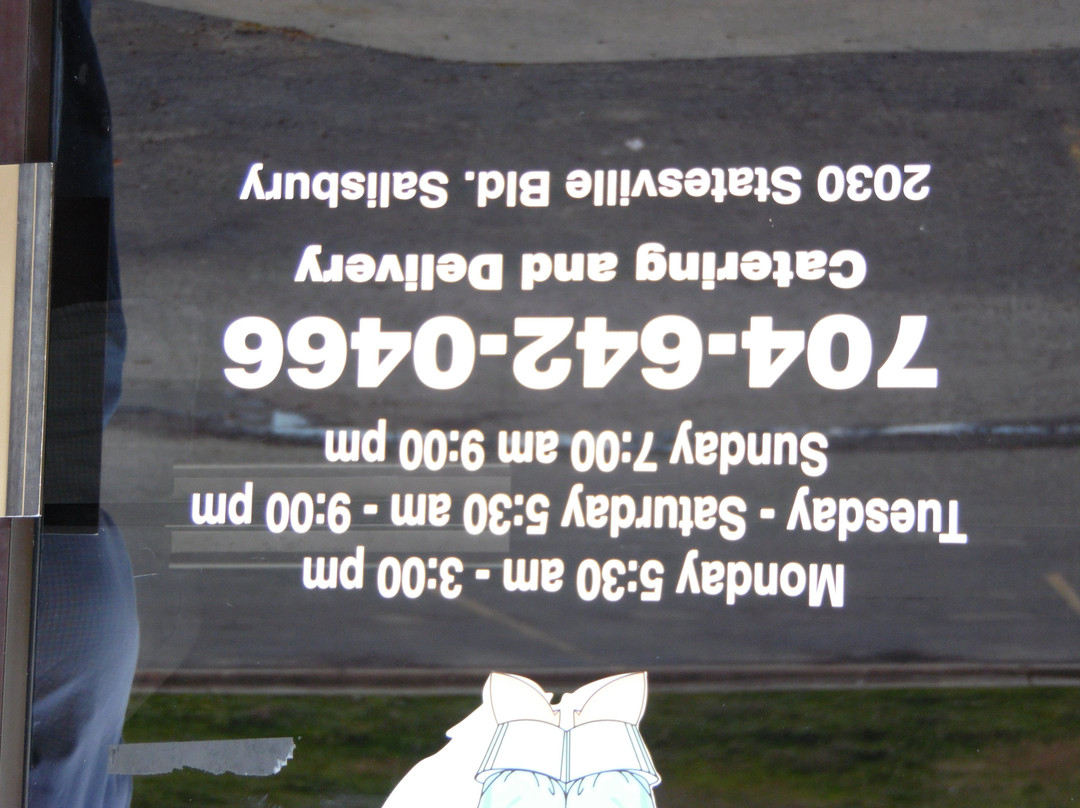 Monday 5:30 am - 3:00 pm
Tuesday - Saturday 5:30 am - 9:00 pm
Sunday 7:00 am 9:00 pm
704-642-0466
Catering and Delivery
2030 Statesville Bld. Salisbury